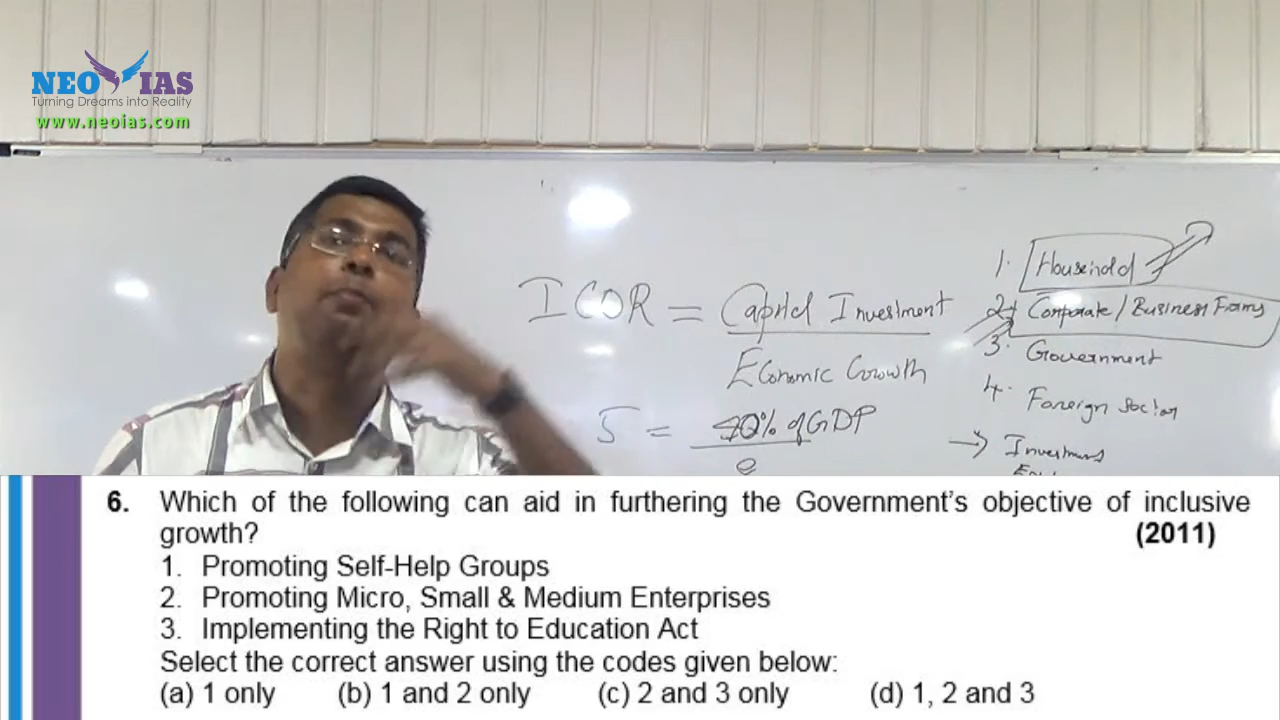 NEO IAS
Turning Dreams into Reality
www.neoias.com
ICOR = Capital Investment
Economic Growth
5 = 40% of GDP
e
1. Household
2. Corporate / Business Firms
3. Government
4. Foreign Sector
→ Investment
6. Which of the following can aid in furthering the Government's objective of inclusive
growth? (2011)
1. Promoting Self-Help Groups
2. Promoting Micro, Small & Medium Enterprises
3. Implementing the Right to Education Act
Select the correct answer using the codes given below:
(a) 1 only (b) 1 and 2 only (c) 2 and 3 only (d) 1, 2 and 3